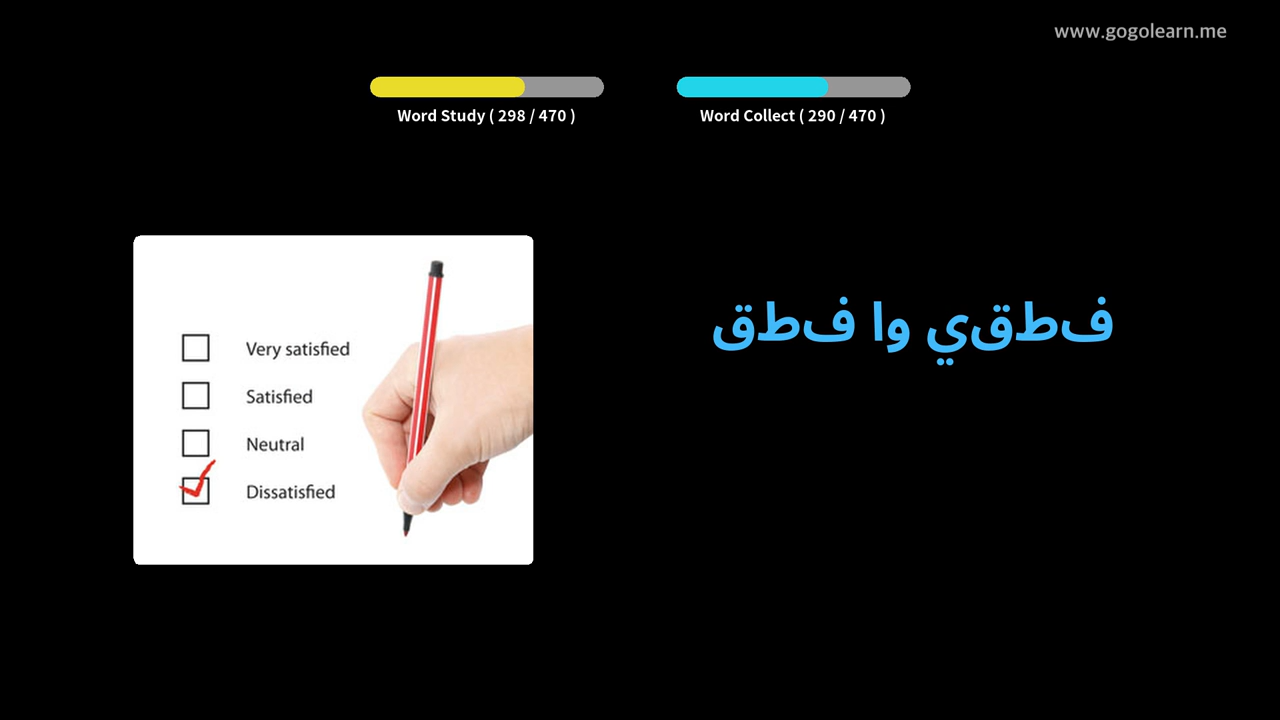 www.gogolearn.me
Word Study ( 298 / 470 )
Word Collect ( 290 / 470 )
فطقي وا فطق
Very satisfied
Satisfied
Neutral
Dissatisfied